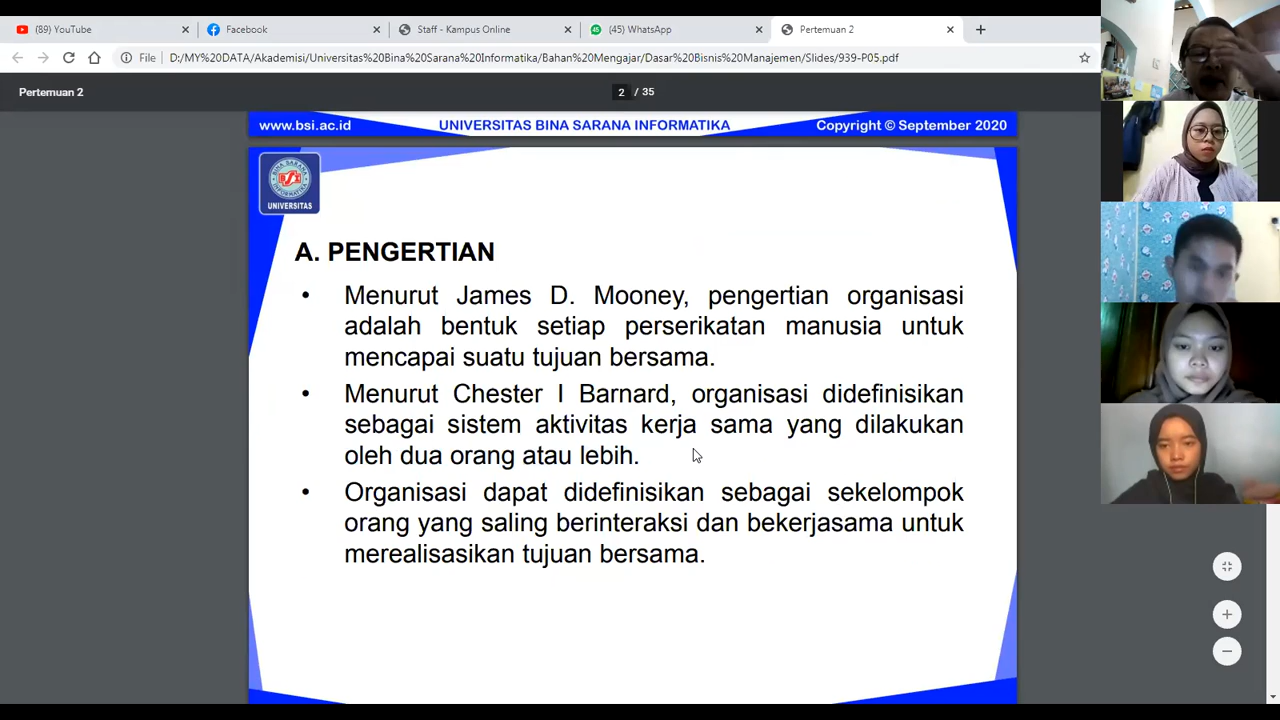 (89) YouTube
Facebook
Staff - Kampus Online
(45) WhatsApp
Pertemuan 2
File
D:/MY%20DATA/Akademisi/Universitas%20Bina%20Sarana%20Informatika/Bahan%20Mengajar/Dasar%20Bisnis%20Manajemen/Slides/939-P05.pdf
Pertemuan 2
2 / 35
www.bsi.ac.id UNIVERSITAS BINA SARANA INFORMATIKA Copyright © September 2020
BINA SARANA
BSI
UNIVERSITAS
A. PENGERTIAN
• Menurut James D. Mooney, pengertian organisasi
adalah bentuk setiap perserikatan manusia untuk
mencapai suatu tujuan bersama.
• Menurut Chester I Barnard, organisasi didefinisikan
sebagai sistem aktivitas kerja sama yang dilakukan
oleh dua orang atau lebih.
• Organisasi dapat didefinisikan sebagai sekelompok
orang yang saling berinteraksi dan bekerjasama untuk
merealisasikan tujuan bersama.